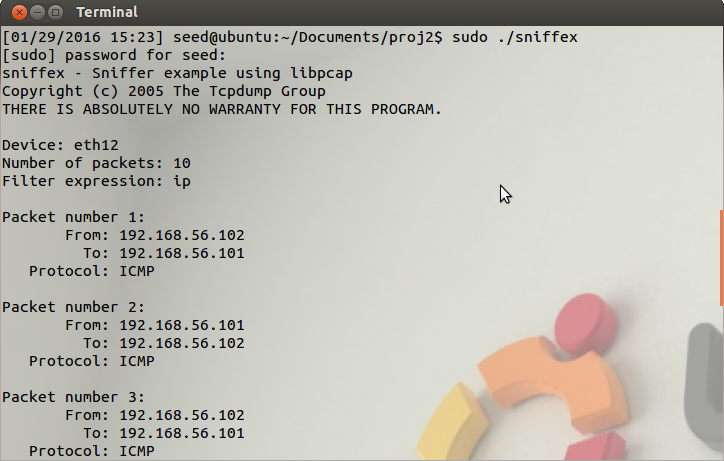 Terminal
[01/29/2016 15:23] seed@ubuntu:~/Documents/proj2$ sudo ./sniffex
[sudo] password for seed:
sniffex - Sniffer example using libpcap
Copyright (c) 2005 The Tcpdump Group
THERE IS ABSOLUTELY NO WARRANTY FOR THIS PROGRAM.

Device: eth12
Number of packets: 10
Filter expression: ip

Packet number 1:
       From: 192.168.56.102
         To: 192.168.56.101
   Protocol: ICMP

Packet number 2:
       From: 192.168.56.101
         To: 192.168.56.102
   Protocol: ICMP

Packet number 3:
       From: 192.168.56.102
         To: 192.168.56.101
   Protocol: ICMP